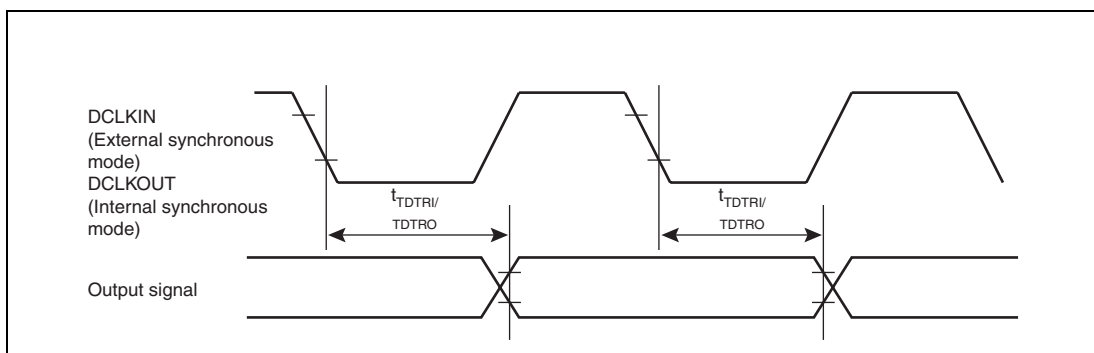 DCLKIN
(External synchronous
mode)
DCLKOUT
(Internal synchronous
mode)
tTDTRI/
TDTRO
tTDTRI/
TDTRO
Output signal